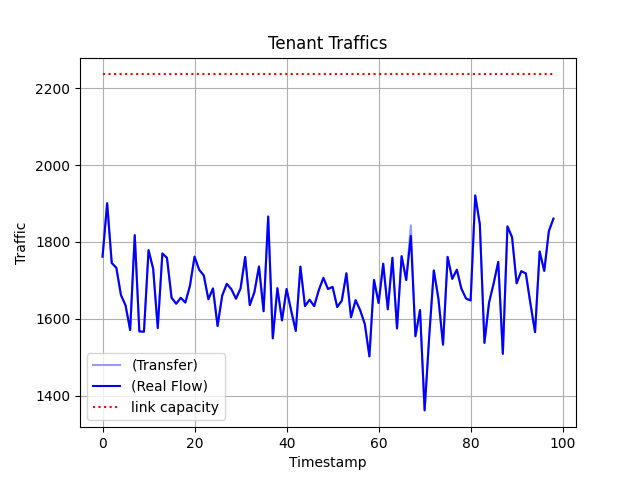 Tenant Traffics
Traffic
2200
2000
1800
1600
1400
(Transfer)
(Real Flow)
link capacity
0 20 40 60 80 100
Timestamp